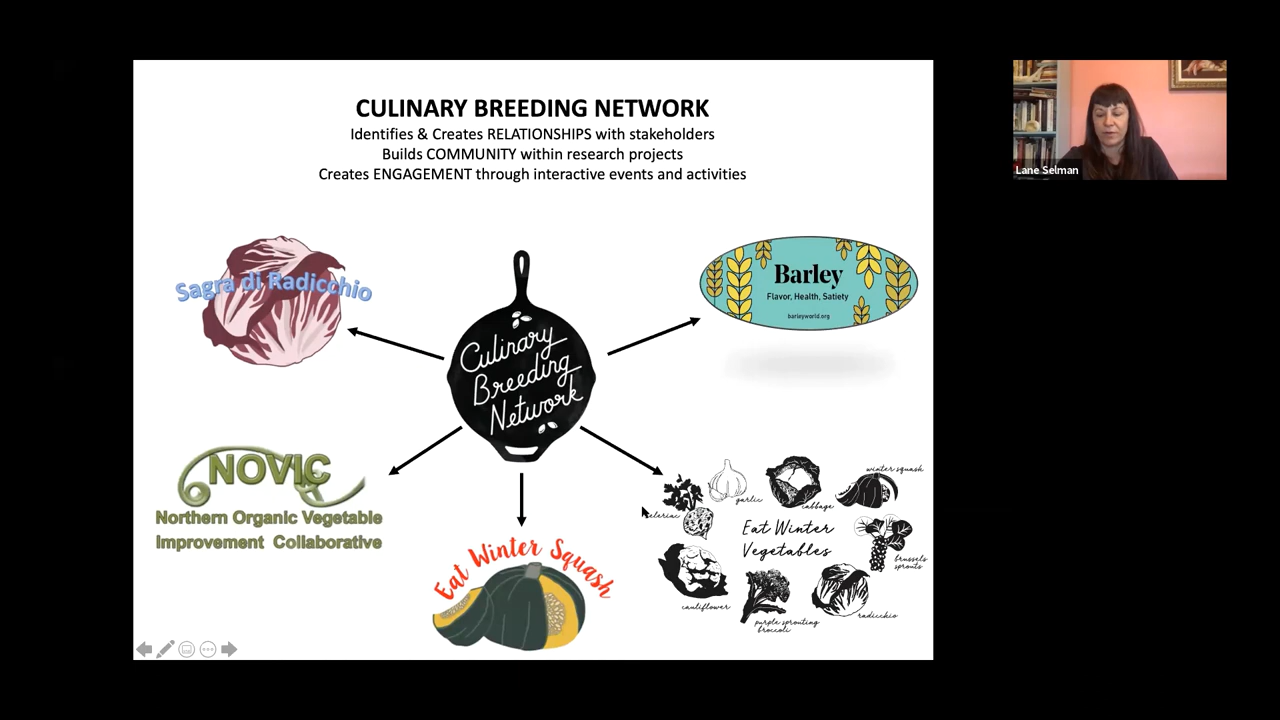 CULINARY BREEDING NETWORK
Identifies & Creates RELATIONSHIPS with stakeholders
Builds COMMUNITY within research projects
Creates ENGAGEMENT through interactive events and activities
Lane Selman
Sagra di Radicchio
Culinary
Breeding
Network
Barley
Flavor, Health, Satiety
barleyworld.org
NOVIC
Northern Organic Vegetable
Improvement Collaborative
Eat Winter Squash
Eat Winter
Vegetables
celeriac
garlic
cabbage
winter squash
brussels
sprouts
radicchio
purple sprouting
broccoli
cauliflower